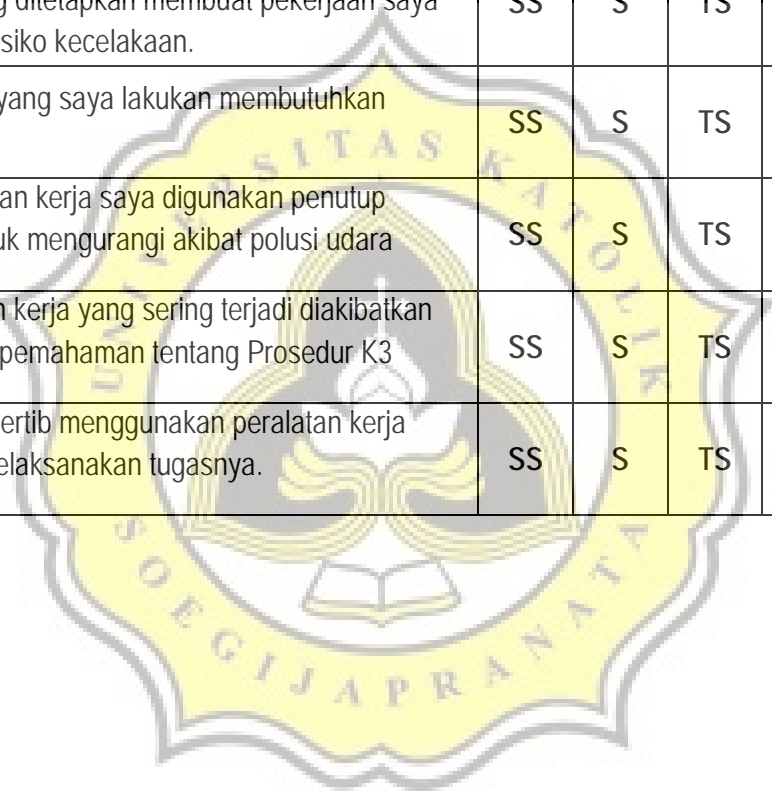 ditetapkan membuat pekerjaan saya SS S TS
siko kecelakaan.
yang saya lakukan membutuhkan
SS S TS
an kerja saya digunakan penutup
uk mengurangi akibat polusi udara SS S TS
n kerja yang sering terjadi diakibatkan
pemahaman tentang Prosedur K3 SS S TS
ertib menggunakan peralatan kerja
elaksanakan tugasnya. SS S TS
UNIVERSITAS KATOLIK
SOEGIJAPRANATA